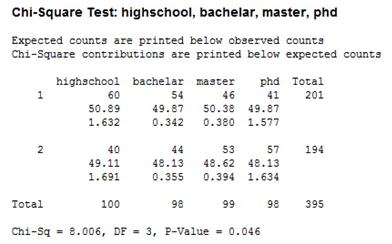 Chi-Square Test: highschool, bachelar, master, phd
Expected counts are printed below observed counts
Chi-Square contributions are printed below expected counts
highschool bachelar master phd Total
1 60 54 46 41 201
50.89 49.87 50.38 49.87
1.632 0.342 0.380 1.577
2 40 44 53 57 194
49.11 48.13 48.62 48.13
1.691 0.355 0.394 1.634
Total 100 98 99 98 395
Chi-Sq = 8.006, DF = 3, P-Value = 0.046